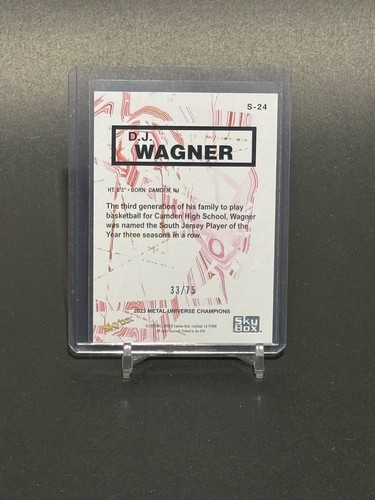 S-24
D.J.
WAGNER
HT: 6'3" • BORN: CAMDEN, NJ
The third generation of his family to play
basketball for Camden High School, Wagner
was named the South Jersey Player of the
Year three seasons in a row.
33/75
2023 METAL UNIVERSE CHAMPIONS
Sky
Box